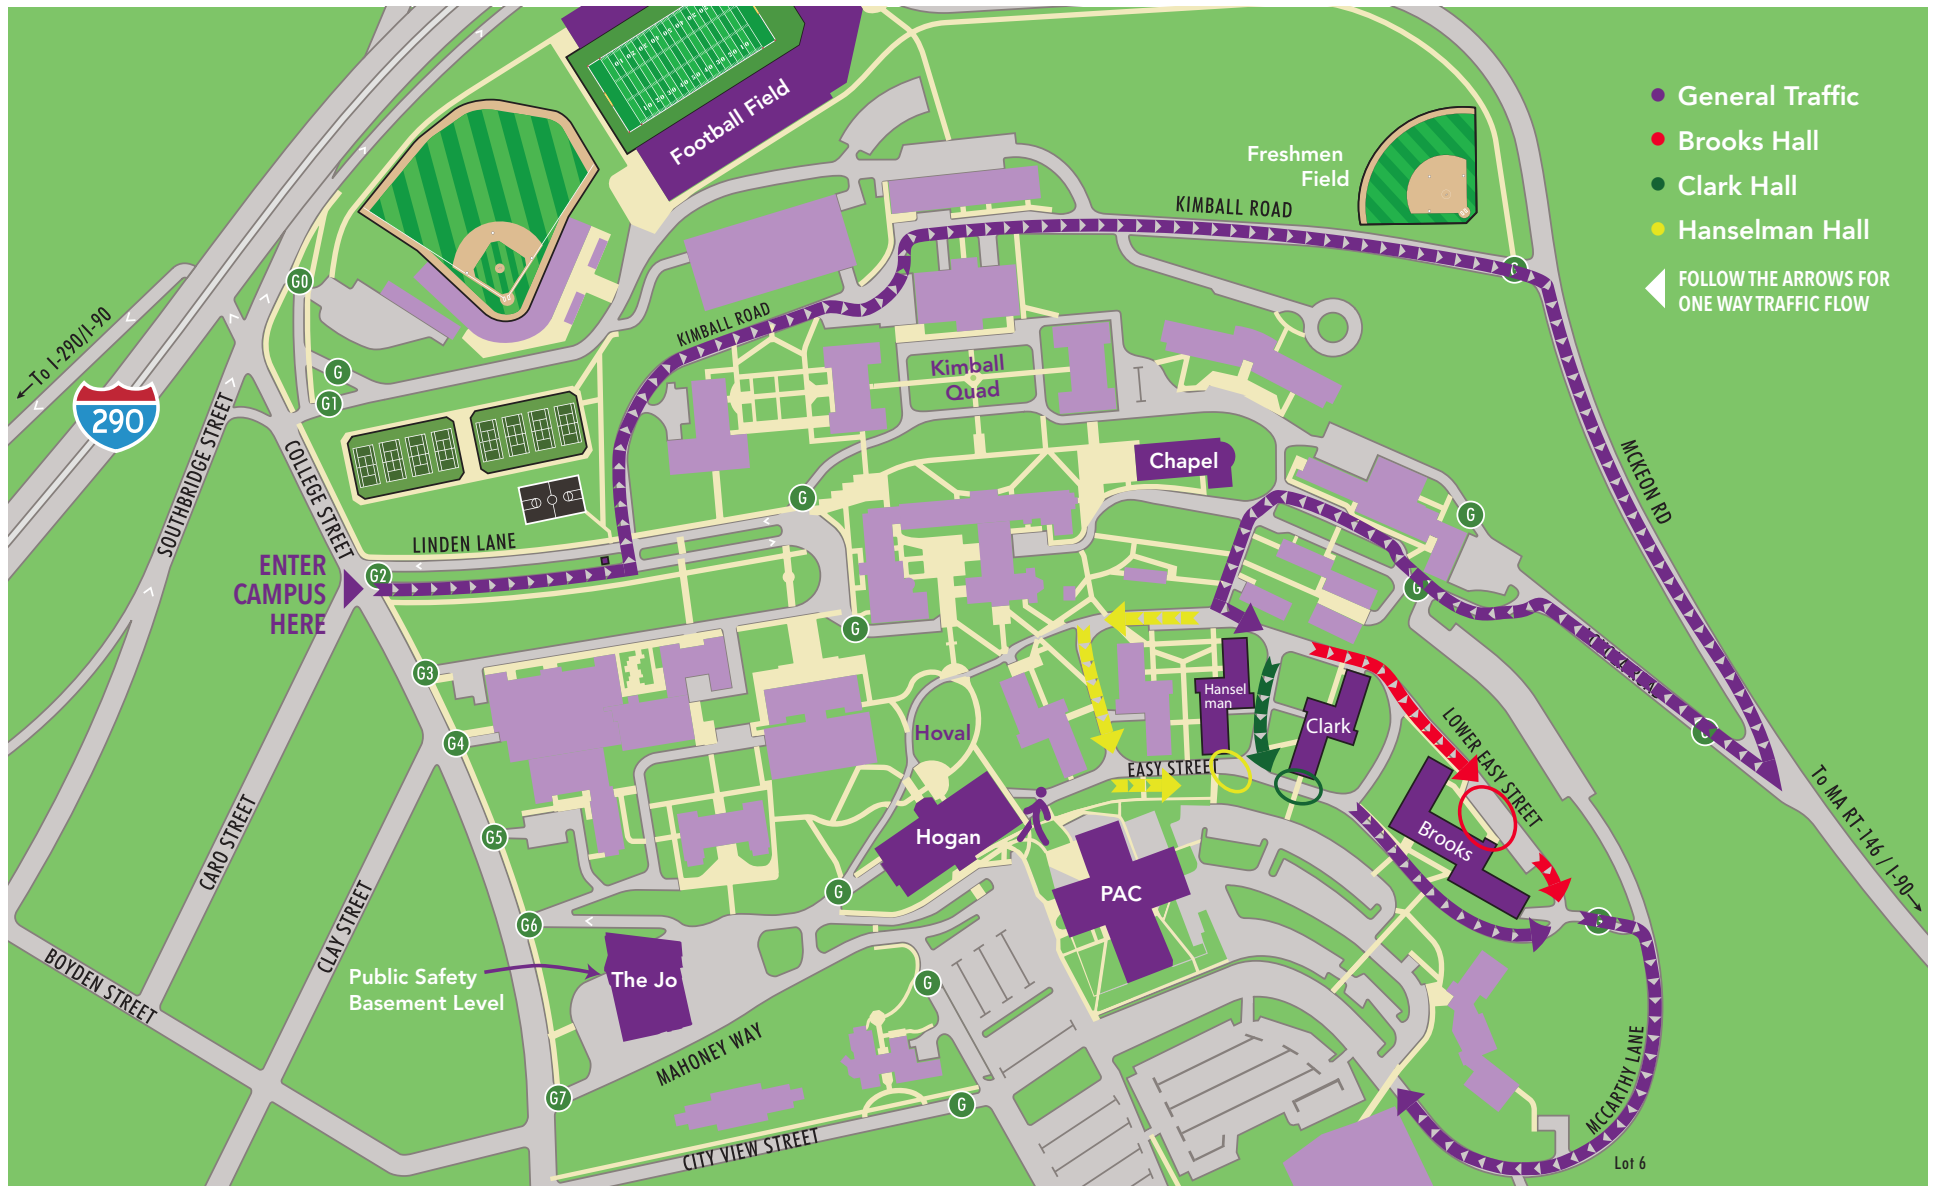 General Traffic
Brooks Hall
Clark Hall
Hanselman Hall
FOLLOW THE ARROWS FOR
ONE WAY TRAFFIC FLOW
Football Field
Freshmen
Field
KIMBALL ROAD
KIMBALL ROAD
G0
G
G1
To I-290/I-90
290
SOUTHBRIDGE STREET
COLLEGE STREET
Kimball
Quad
Chapel
G
G
MCKEON RD
LINDEN LANE
ENTER
CAMPUS
HERE
G2
G
G
G3
Hansel
man
Clark
G4
Hoval
EASY STREET
LOWER EASY STREET
G
To MA RT-146 / I-90
CARO STREET
G5
Hogan
Brooks
PAC
CLAY STREET
G
G6
BOYDEN STREET
Public Safety
Basement Level
The Jo
G
MAHONEY WAY
G7
G
MCCARTHY LANE
CITY VIEW STREET
Lot 6